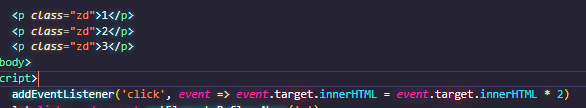 <p class="zd">1</p>
<p class="zd">2</p>
<p class="zd">3</p>
body>
cript>
addEventListener('click', event => event.target.innerHTML = event.target.innerHTML * 2)